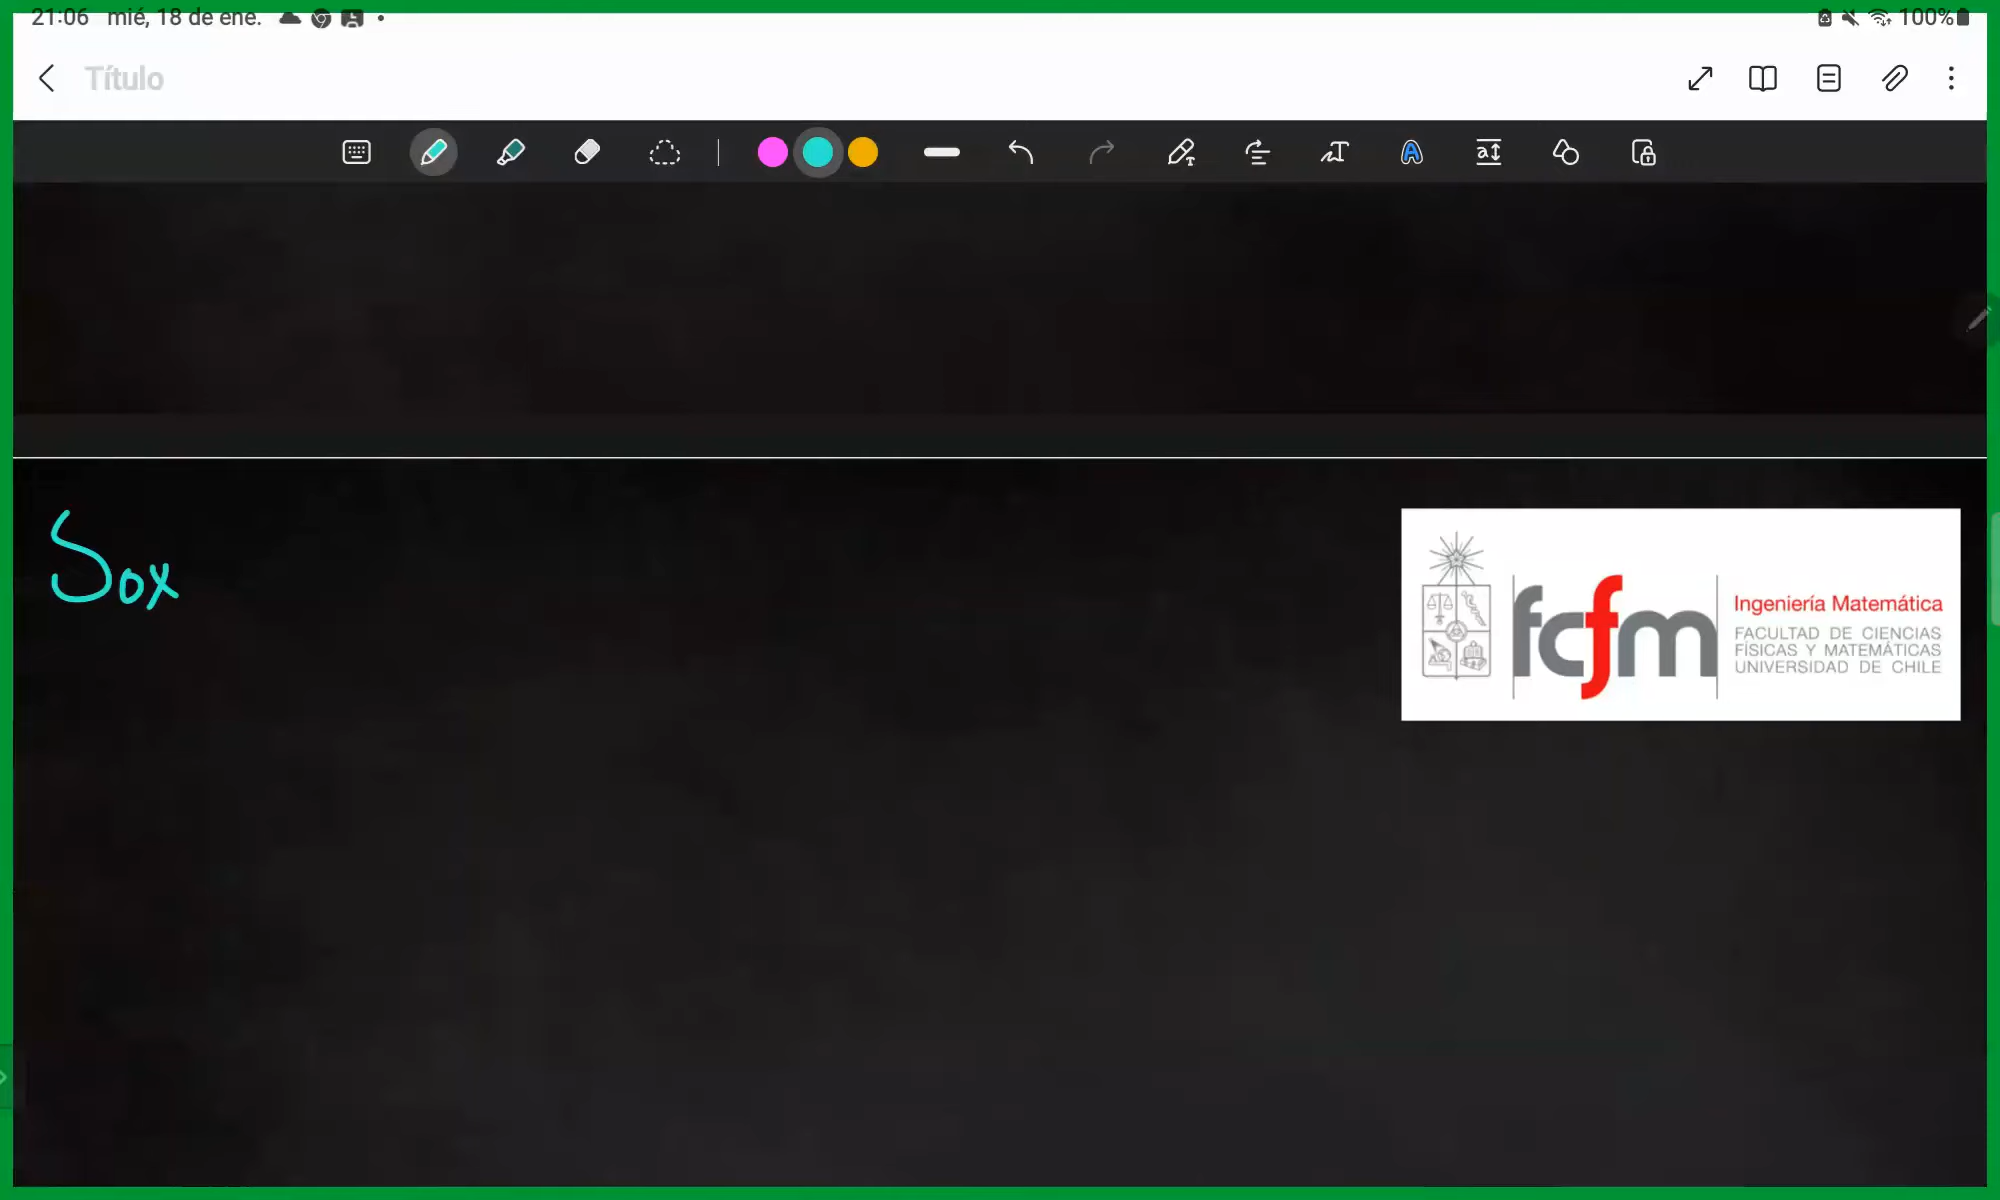 21:06 mié, 18 de ene. 100%
Título
Sox
fcfm
Ingeniería Matemática
FACULTAD DE CIENCIAS
FÍSICAS Y MATEMÁTICAS
UNIVERSIDAD DE CHILE